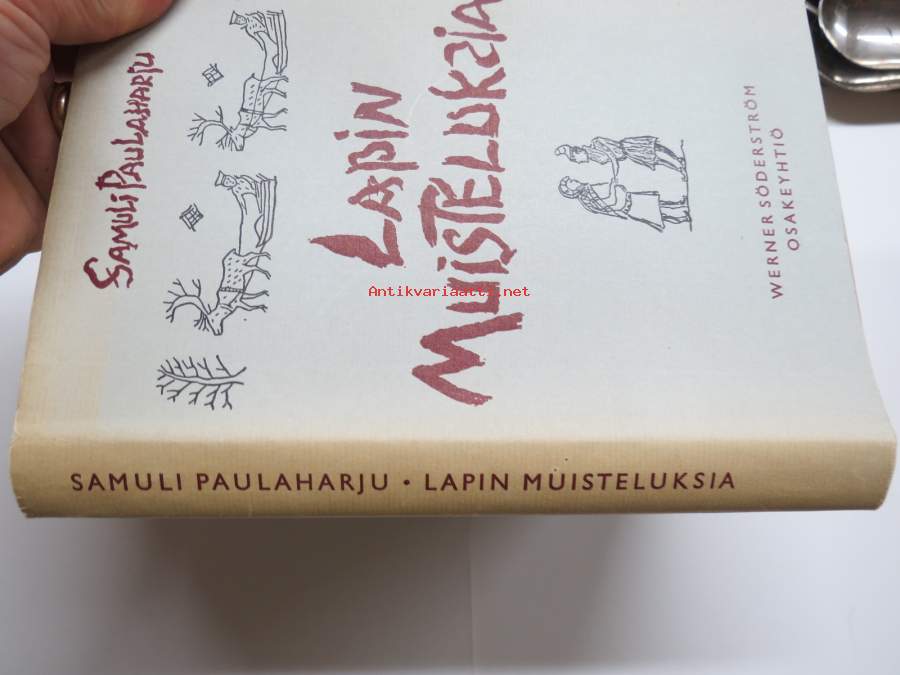 SAMULI PAULAHARJU
LAPIN
MUISTELUKSIA
WERNER SÖDERSTRÖM
OSAKEYHTIÖ
Antikvariaatti.net
SAMULI PAULAHARJU • LAPIN MUISTELUKSIA